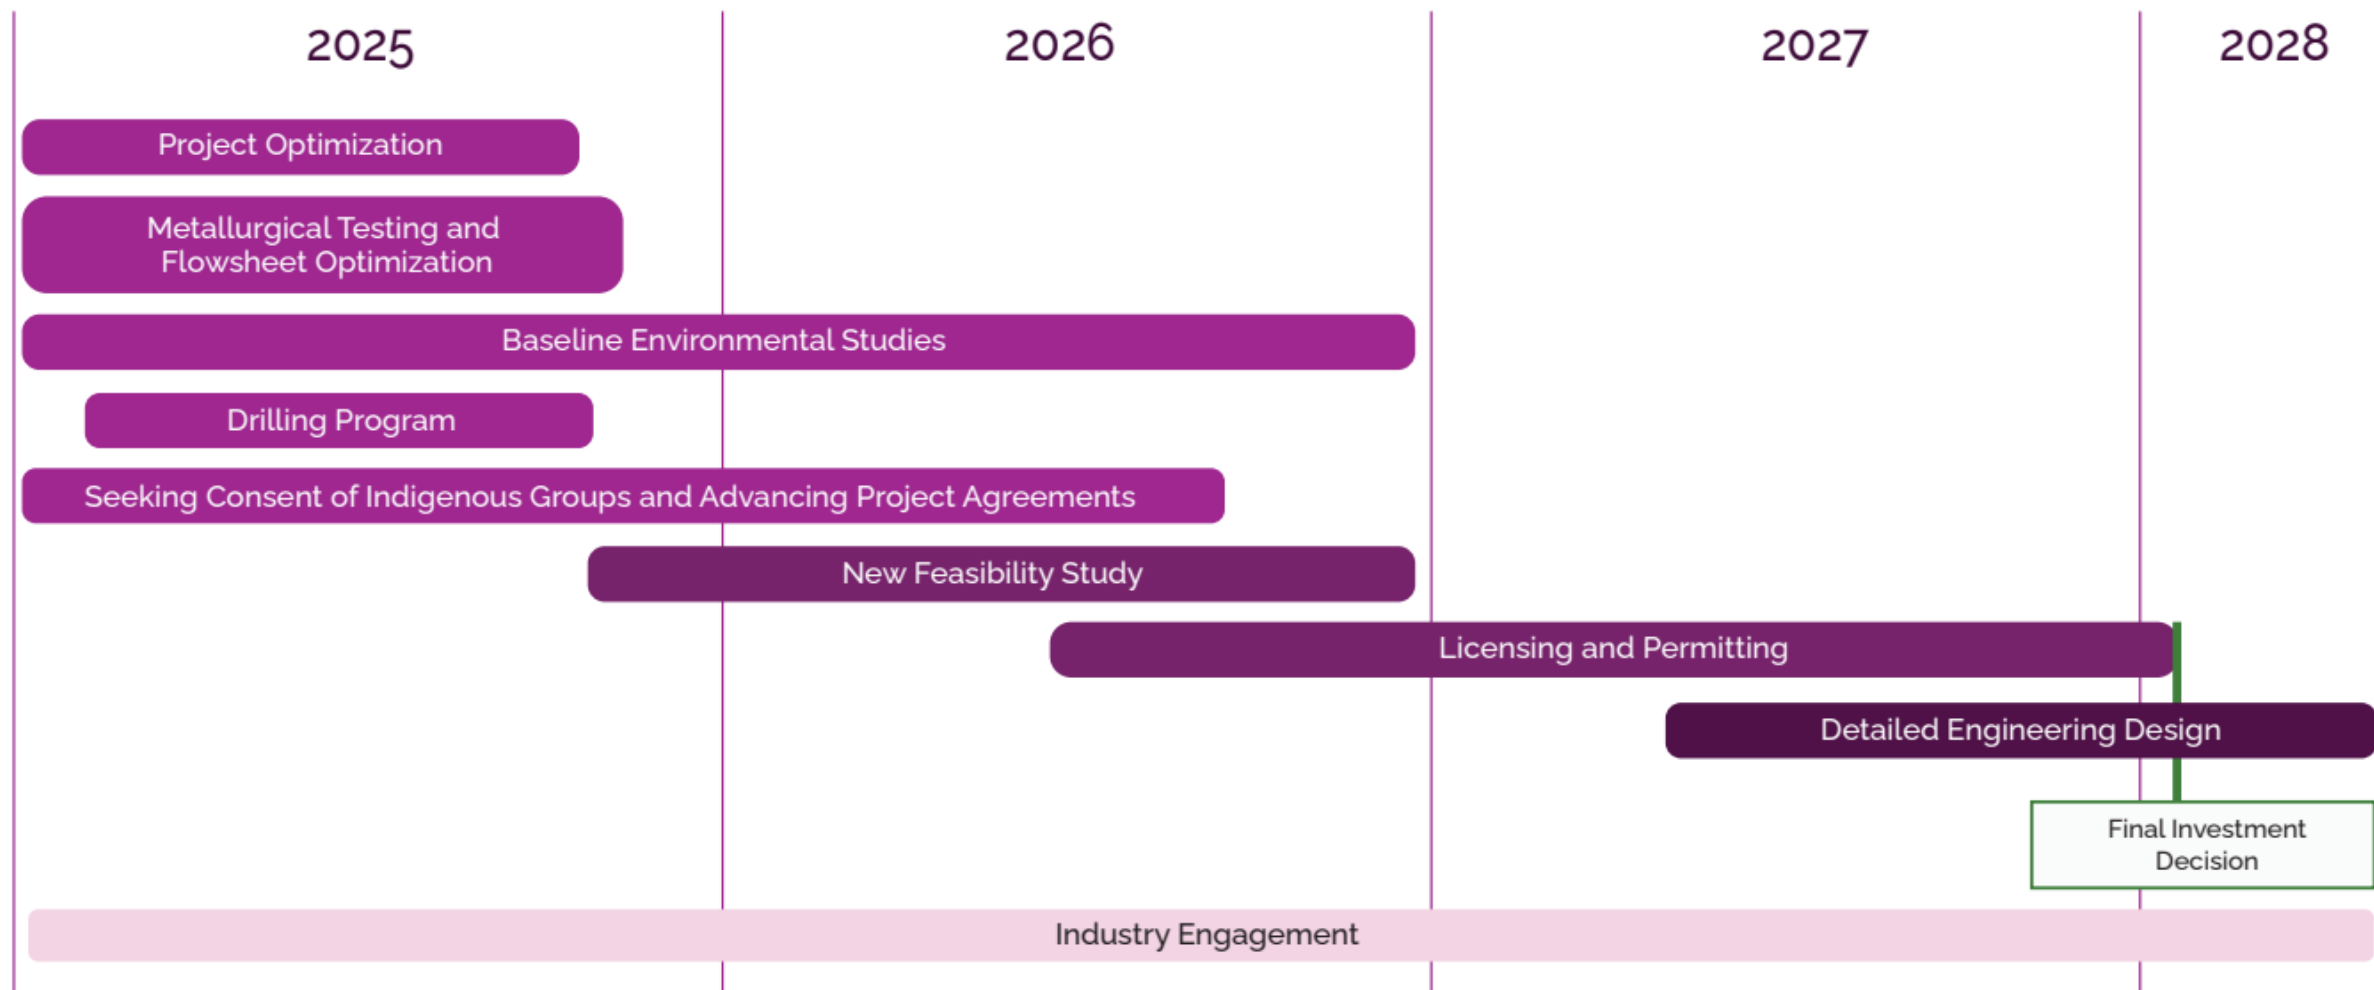 2025
2026
2027
2028
Project Optimization
Metallurgical Testing and
Flowsheet Optimization
Baseline Environmental Studies
Drilling Program
Seeking Consent of Indigenous Groups and Advancing Project Agreements
New Feasibility Study
Licensing and Permitting
Detailed Engineering Design
Final Investment
Decision
Industry Engagement